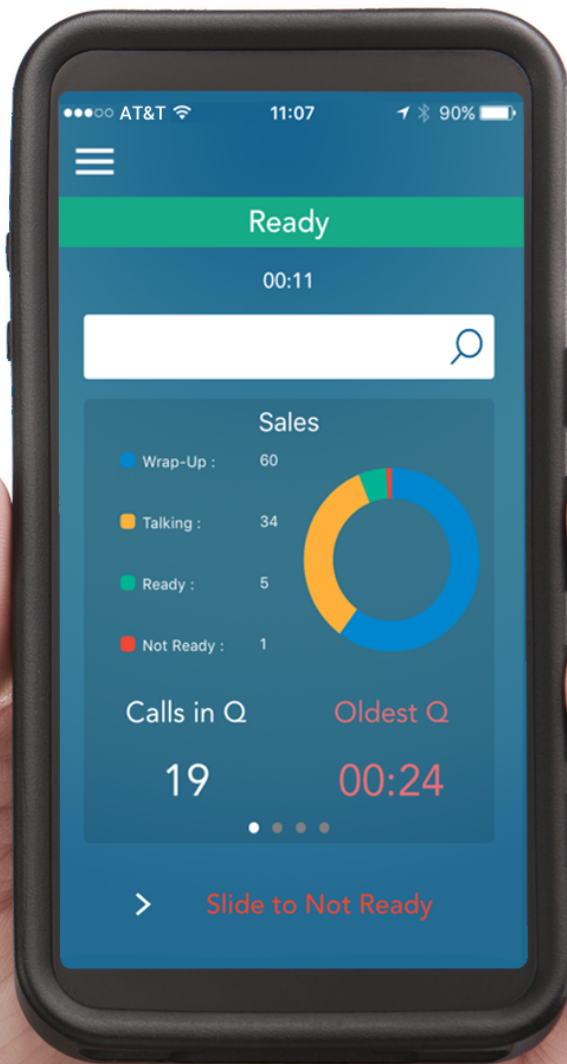 AT&T 11:07 90%
Ready
00:11
Sales
Wrap-Up : 60
Talking : 34
Ready : 5
Not Ready : 1
Calls in Q Oldest Q
19 00:24
> Slide to Not Ready